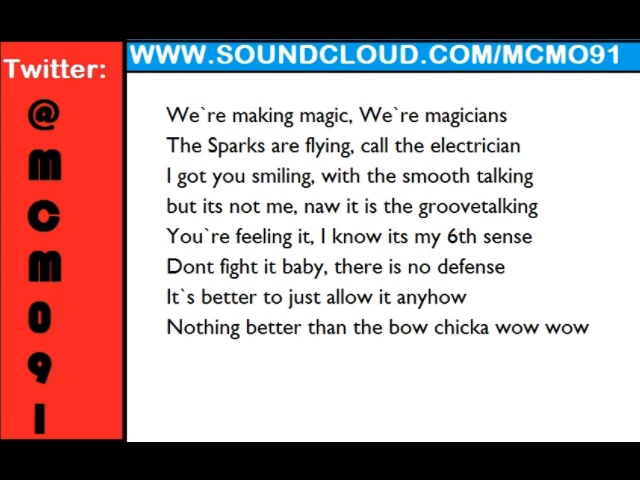 Twitter:
@
M
C
M
O
9
1
WWW.SOUNDCLOUD.COM/MCMO91
We`re making magic, We`re magicians
The Sparks are flying, call the electrician
I got you smiling, with the smooth talking
but its not me, naw it is the groovetalking
You`re feeling it, I know its my 6th sense
Dont fight it baby, there is no defense
It`s better to just allow it anyhow
Nothing better than the bow chicka wow wow